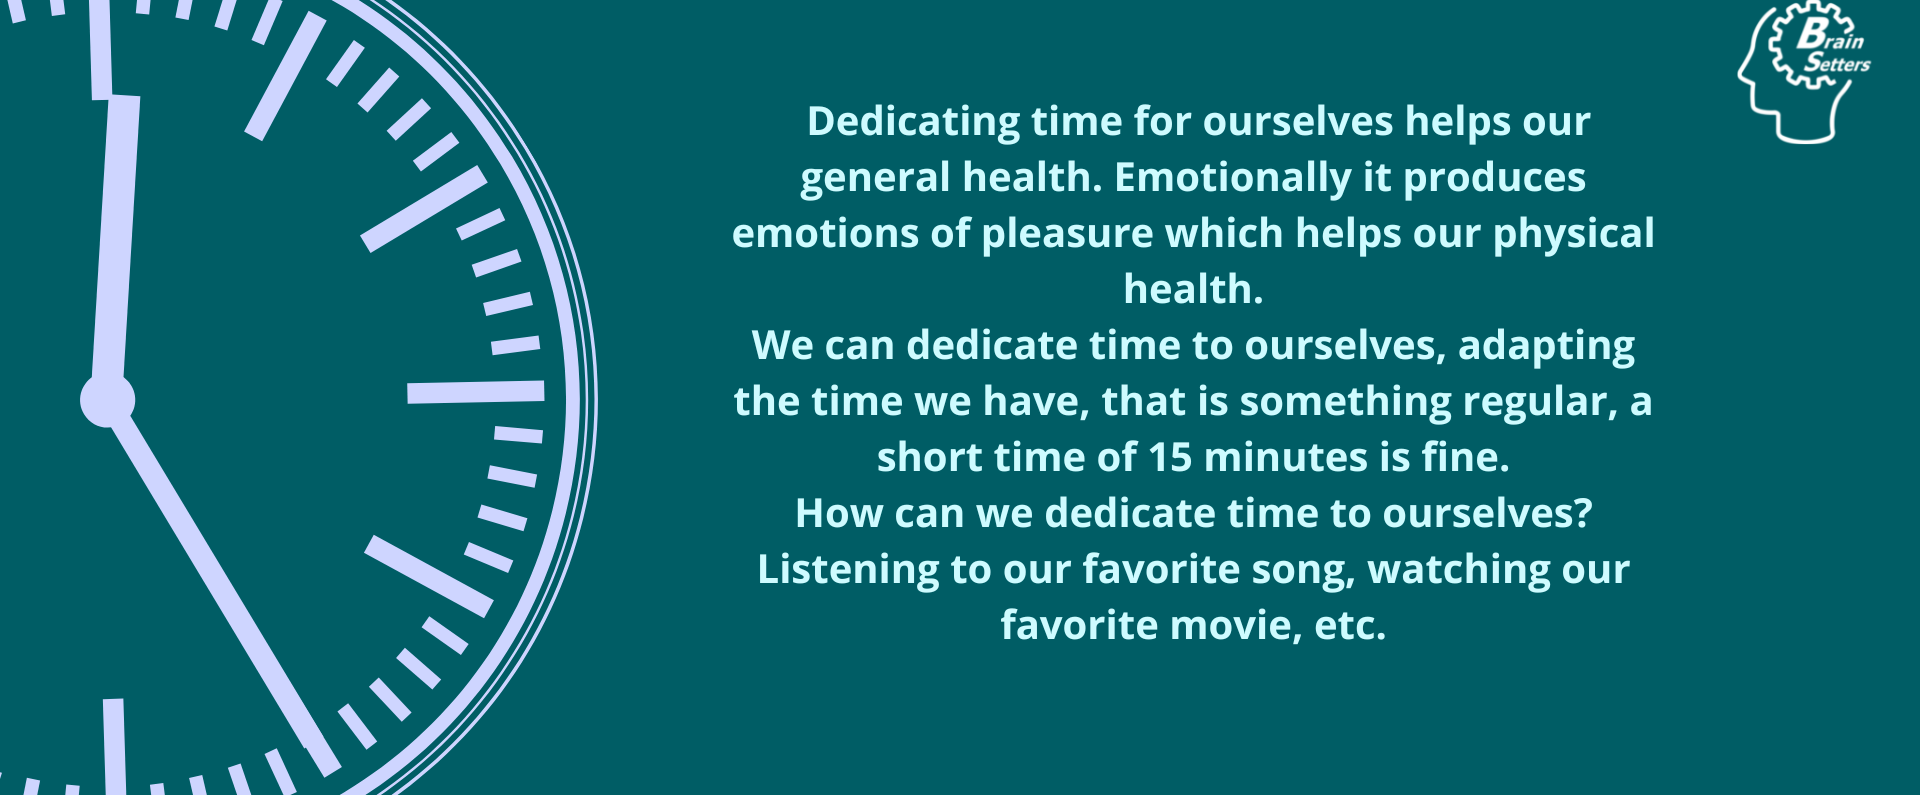 Brain
Setters
Dedicating time for ourselves helps our
general health. Emotionally it produces
emotions of pleasure which helps our physical
health.
We can dedicate time to ourselves, adapting
the time we have, that is something regular, a
short time of 15 minutes is fine.
How can we dedicate time to ourselves?
Listening to our favorite song, watching our
favorite movie, etc.